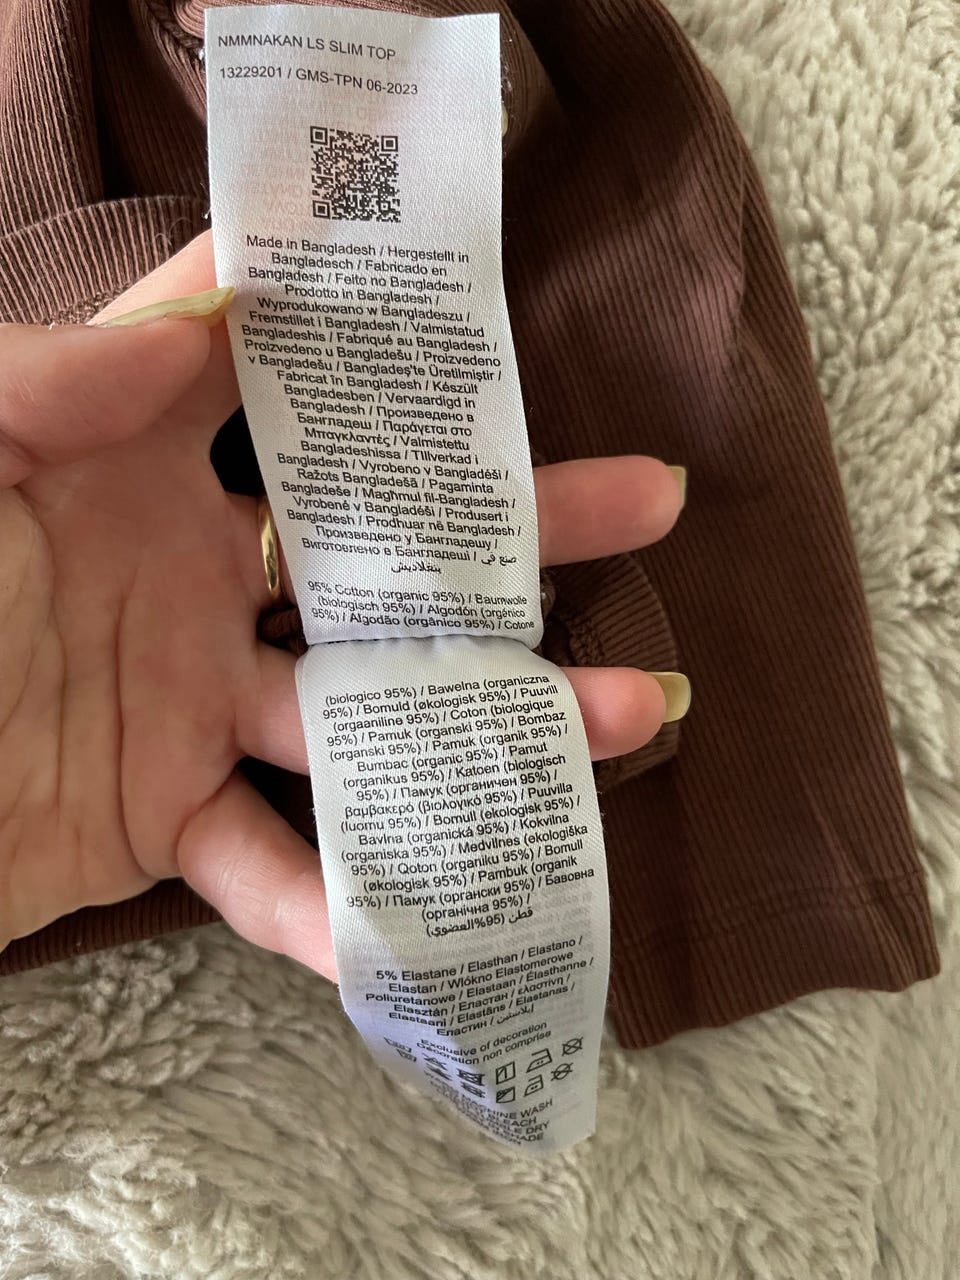 NMMNAKAN LS SLIM TOP
13229201 / GMS-TPN 06-2023
Made in Bangladesh / Hergestellt in
Bangladesch / Fabricado en
Bangladesh / Feito no Bangladesh /
Prodotto in Bangladesh /
Wyprodukowano w Bangladeszu /
Fremstillet i Bangladesh / Valmistatud
Bangladeshis / Fabriqué au Bangladesh /
Proizvedeno u Bangladešu / Proizvedeno
v Bangladešu / Bangladeş'te Üretilmiştir /
Fabricat în Bangladesh / Készült
Bangladesben / Vervaardigd in
Bangladesh / Произведено в
Бангладеш / Παράγεται στο
Μπαγκλαντές / Valmistettu
Bangladeshissa / Tillverkad i
Bangladesh / Vyrobeno v Bangladéši /
Ražots Bangladešā / Pagaminta
Bangladeše / Magħmul fil-Bangladesh /
Vyrobené v Bangladéši / Produsert i
Bangladesh / Prodhuar në Bangladesh /
Произведено у Бангладешу /
Виготовлено в Бангладеші / صنع في
بنغلاديش
95% Cotton (organic 95%) / Baumwolle
(biologisch 95%) / Algodón (orgénico
95%) / Algodão (orgânico 95%) / Cotone
(biologico 95%) / Bawełna (organiczna
95%) / Bomuld (økologisk 95%) / Puuvill
(orgaaniline 95%) / Coton (biologique
95%) / Pamuk (organski 95%) / Bombaz
(organski 95%) / Pamuk (organik 95%) /
Bumbac (organic 95%) / Pamut
(organikus 95%) / Katoen (biologisch
95%) / Памук (органичен 95%) /
βαμβακερό (βιολογικό 95%) / Puuvilla
(luomu 95%) / Bomull (ekologisk 95%) /
Bavlna (organická 95%) / Kokvilna
(organiska 95%) / Medvilnės (ekologiška
95%) / Qoton (organiku 95%) / Bomull
(økologisk 95%) / Pambuk (organik
95%) / Памук (органски 95%) / Бавовна
(органічна 95%) /
قطن (95%العضوي)
5% Elastane / Elasthan / Elastano /
Elastan / Włókno Elastomerowe
Poliuretanowe / Elastaan / Élasthanne /
Elasztán / Еластан / ελαστίνη /
Elastaani / Elastāns / Elastanas /
Еластин / إيلاستين
Exclusive of decoration
Décoration non comprise
MACHINE WASH
BLEACH
DRY